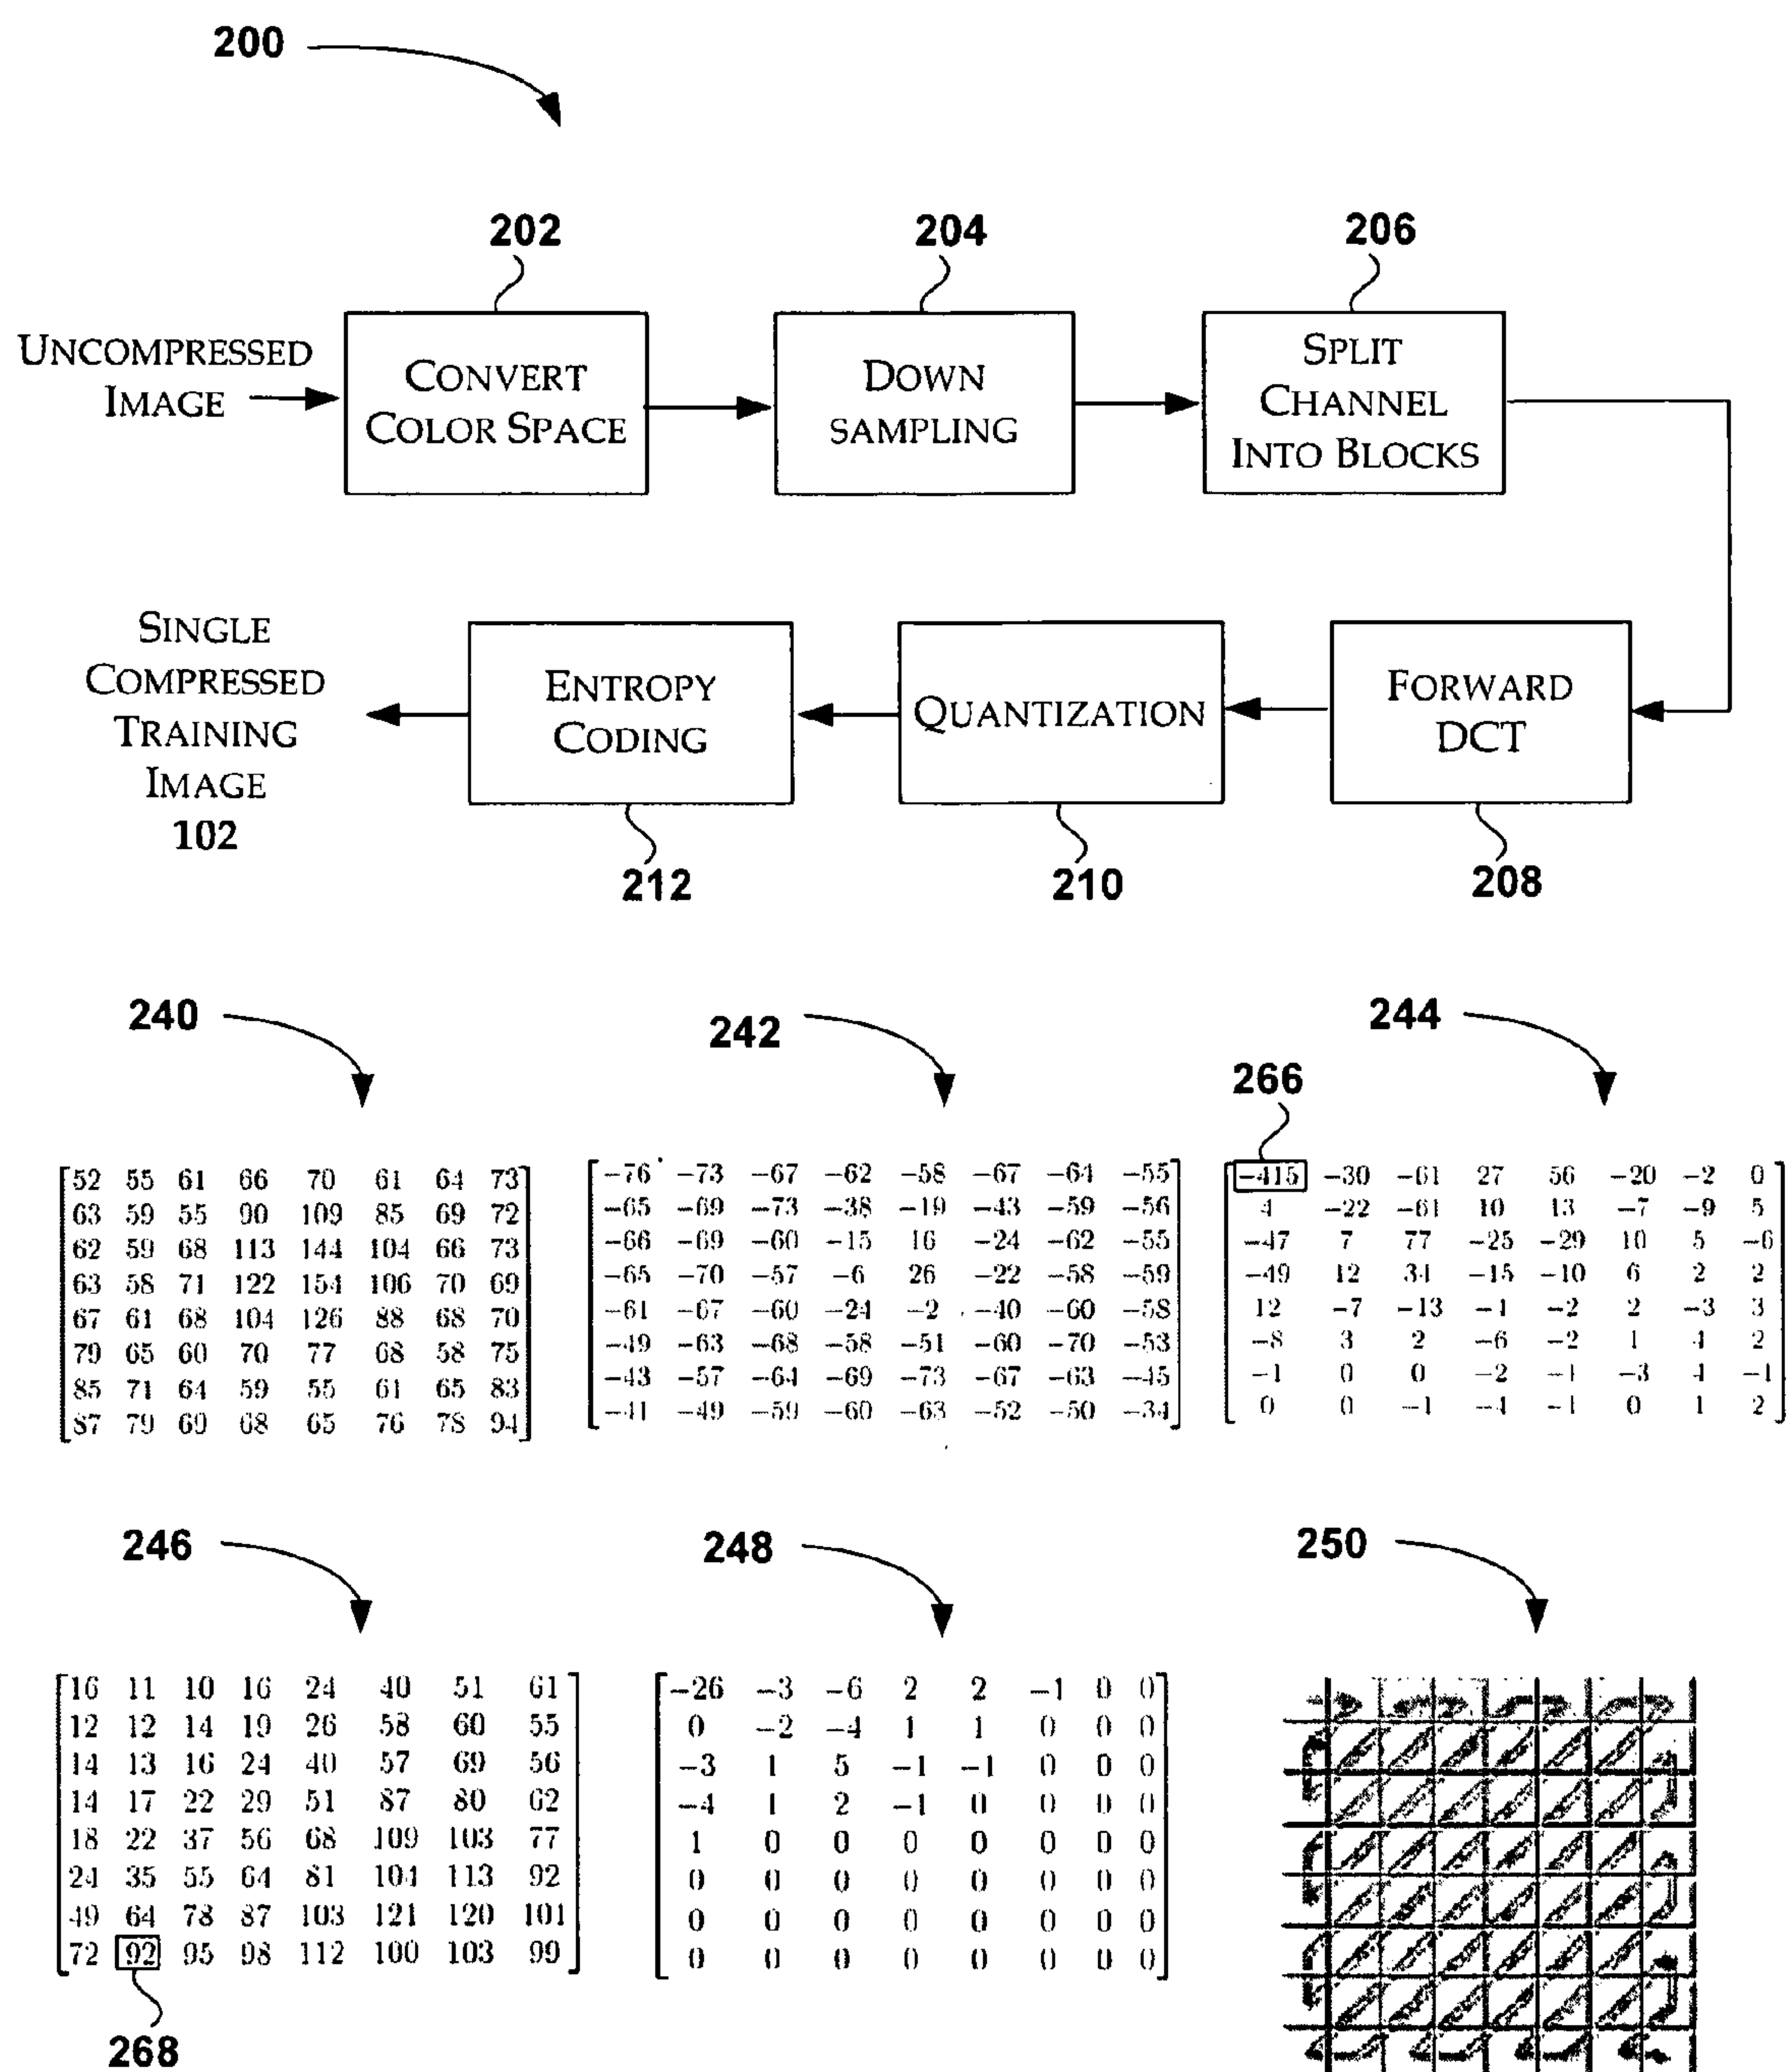 200
202 204 206
UNCOMPRESSED
IMAGE
CONVERT
COLOR SPACE
DOWN
SAMPLING
SPLIT
CHANNEL
INTO BLOCKS
SINGLE
COMPRESSED
TRAINING
IMAGE
102
ENTROPY
CODING
QUANTIZATION
FORWARD
DCT
212 210 208
240
52 55 61 66 70 61 64 73
63 59 55 90 109 85 69 72
62 59 68 113 144 104 66 73
63 58 71 122 154 106 70 69
67 61 68 104 126 88 68 70
79 65 60 70 77 68 58 75
85 71 64 59 55 61 65 83
87 79 69 68 65 76 78 94
242
−76 −73 −67 −62 −58 −67 −64 −55
−65 −69 −73 −38 −19 −43 −59 −56
−66 −69 −60 −15 16 −24 −62 −55
−65 −70 −57 −6 26 −22 −58 −59
−61 −67 −60 −24 −2 −40 −60 −58
−49 −63 −68 −58 −51 −60 −70 −53
−43 −57 −64 −69 −73 −67 −63 −45
−41 −49 −59 −60 −63 −52 −50 −34
244
266
−415 −30 −61 27 56 −20 −2 0
4 −22 −61 10 13 −7 −9 5
−47 7 77 −25 −29 10 5 −6
−49 12 34 −15 −10 6 2 2
12 −7 −13 −4 −2 2 −3 3
−8 3 2 −6 −2 1 4 2
−1 0 0 −2 −1 −3 4 −1
0 0 −1 −4 −1 0 1 2
246
16 11 10 16 24 40 51 61
12 12 14 19 26 58 60 55
14 13 16 24 40 57 69 56
14 17 22 29 51 87 80 62
18 22 37 56 68 109 103 77
24 35 55 64 81 104 113 92
49 64 78 87 103 121 120 101
72 92 95 98 112 100 103 99
268
248
−26 −3 −6 2 2 −1 0 0
0 −2 −4 1 1 0 0 0
−3 1 5 −1 −1 0 0 0
−4 1 2 −1 0 0 0 0
1 0 0 0 0 0 0 0
0 0 0 0 0 0 0 0
0 0 0 0 0 0 0 0
0 0 0 0 0 0 0 0
250